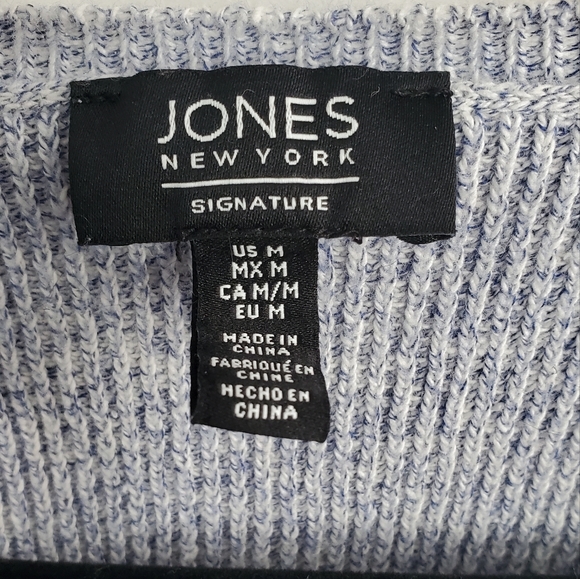 JONES
NEW YORK
SIGNATURE
US M
MX M
CA M/M
EU M
MADE IN
CHINA
FABRIQUÉ EN
CHINE
HECHO EN
CHINA